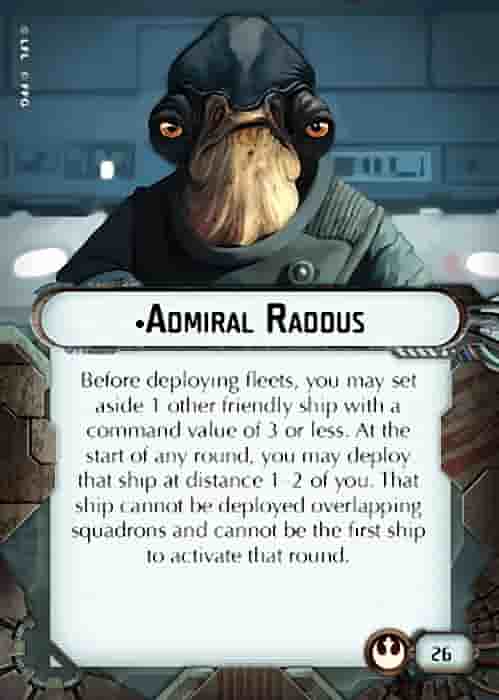 © LFL © FFG
•Admiral Raddus
Before deploying fleets, you may set
aside 1 other friendly ship with a
command value of 3 or less. At the
start of any round, you may deploy
that ship at distance 1–2 of you. That
ship cannot be deployed overlapping
squadrons and cannot be the first ship
to activate that round.
26